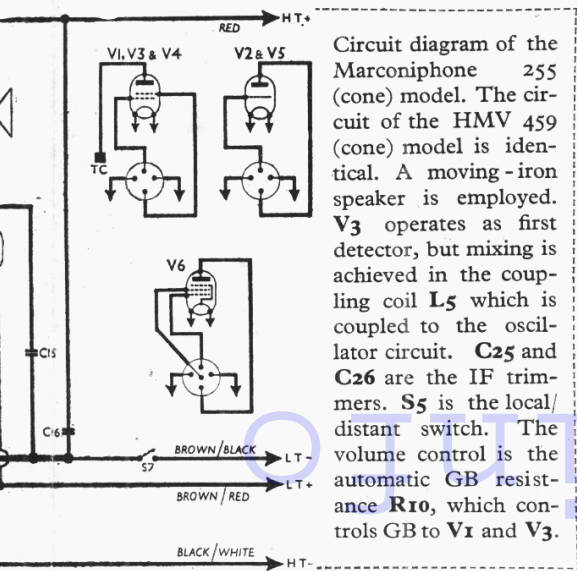 RED
HT+
V1, V3 & V4
V2 & V5
TC
V6
C15
C16
S7
BROWN/BLACK
LT-
LT+
BROWN/RED
BLACK/WHITE
HT-
Circuit diagram of the
Marconiphone 255
(cone) model. The cir-
cuit of the HMV 459
(cone) model is iden-
tical. A moving-iron
speaker is employed.
V3 operates as first
detector, but mixing is
achieved in the coup-
ling coil L5 which is
coupled to the oscil-
lator circuit. C25 and
C26 are the IF trim-
mers. S5 is the local/
distant switch. The
volume control is the
automatic GB resist-
ance R10, which con-
trols GB to V1 and V3.